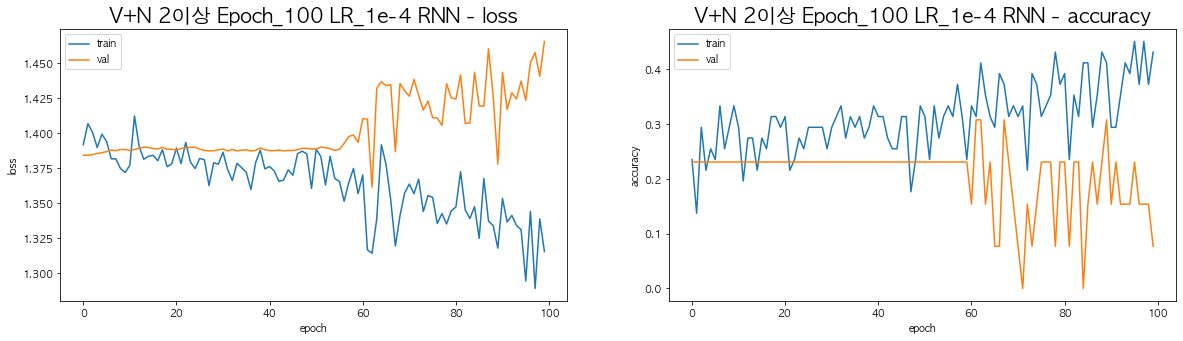 V+N 2이상 Epoch_100 LR_1e-4 RNN - loss
train
val
1.450
1.425
1.400
1.375
1.350
1.325
1.300
loss
0 20 40 60 80 100
epoch
V+N 2이상 Epoch_100 LR_1e-4 RNN - accuracy
train
val
0.4
0.3
0.2
0.1
0.0
accuracy
0 20 40 60 80 100
epoch